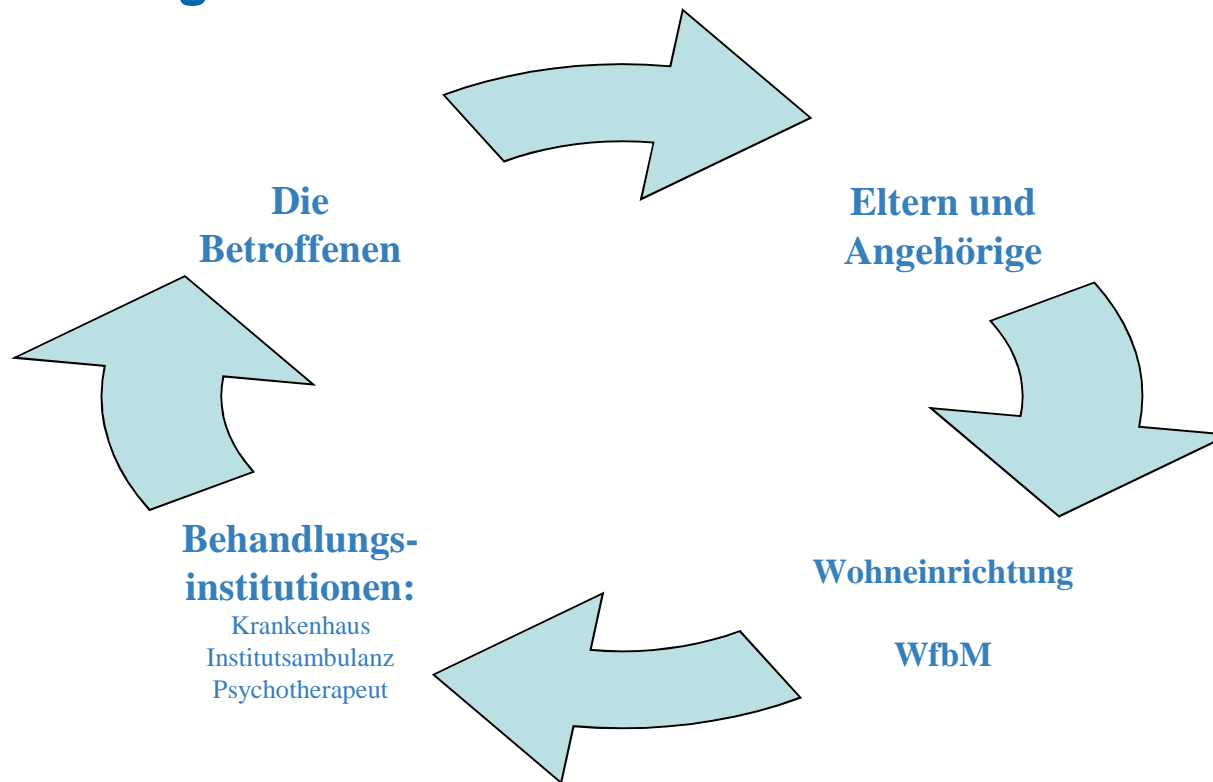 Die
Betroffenen
Eltern und
Angehörige
Wohneinrichtung
WfbM
Behandlungs-
institutionen:
Krankenhaus
Institutsambulanz
Psychotherapeut